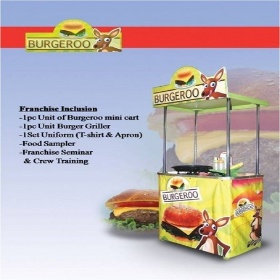 BURGEROO
Franchise Inclusion
-1pc Unit of Burgeroo mini cart
-1pc Unit Burger Griller
-1Set Uniform (T-shirt & Apron)
-Food Sampler
-Franchise Seminar
& Crew Training
BURGEROO
BURGEROO